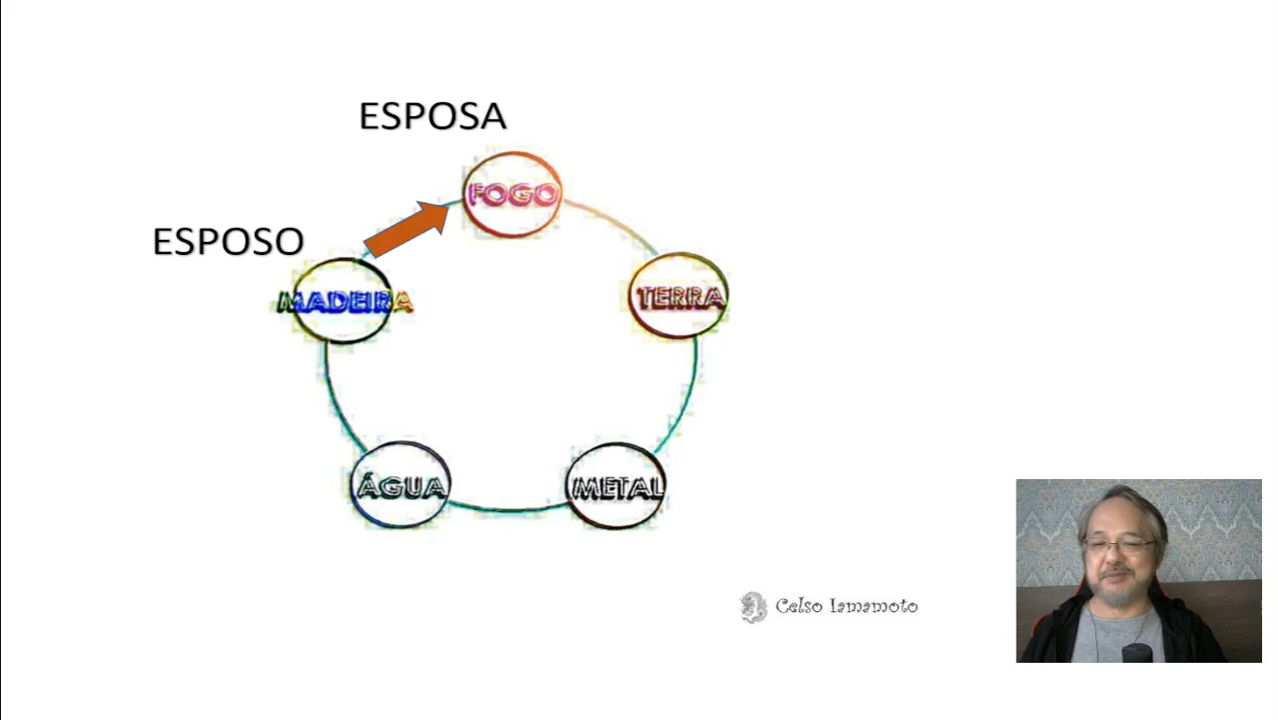 ESPOSA
FOGO
ESPOSO
MADEIRA
TERRA
ÁGUA
METAL
Celso Iamamoto